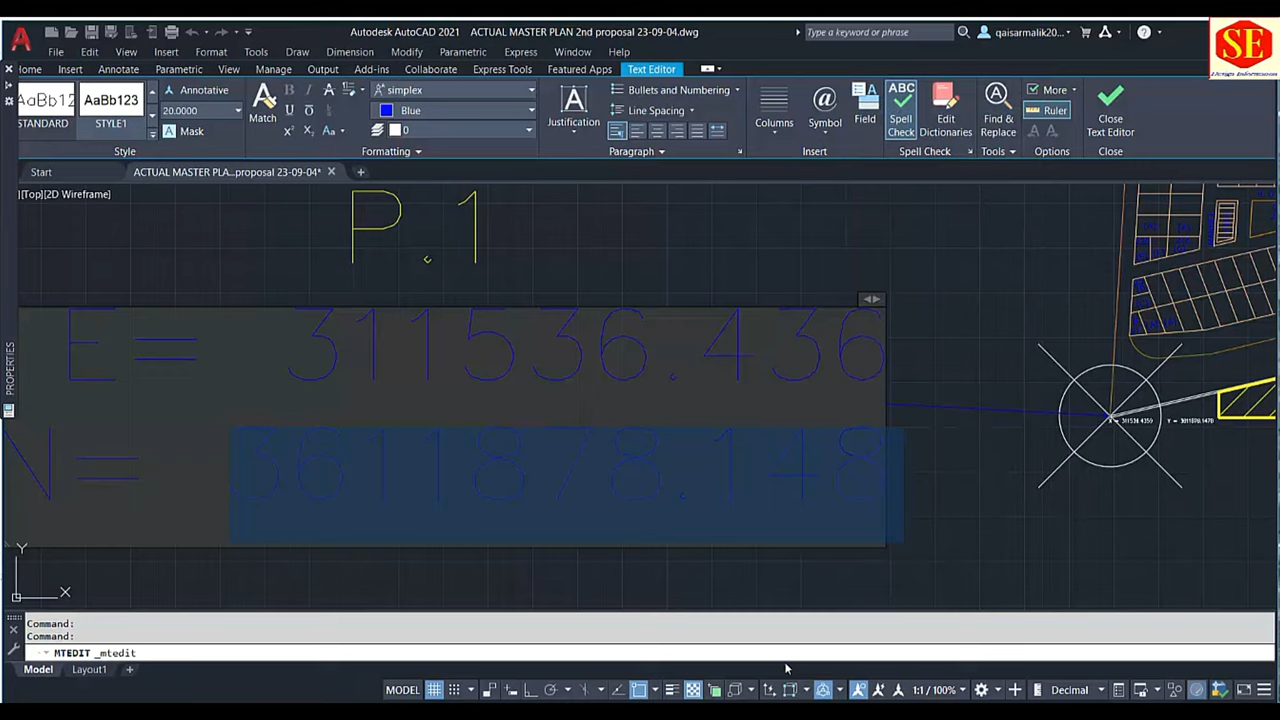 Autodesk AutoCAD 2021 ACTUAL MASTER PLAN 2nd proposal 23-09-04.dwg
Type a keyword or phrase
qaisarmalik20...
SE
File Edit View Insert Format Tools Draw Dimension Modify Parametric Express Window Help
Home Insert Annotate Parametric View Manage Output Add-ins Collaborate Express Tools Featured Apps Text Editor
AaBb12 AaBb123
STANDARD STYLE1
Annotative
20.0000
Mask
Style
Match
simplex
Blue
0
Formatting
Justification
Bullets and Numbering
Line Spacing
Paragraph
Columns
Symbol
Field
Insert
ABC
Spell
Check
Edit
Dictionaries
Spell Check
Find &
Replace
Tools
More
Ruler
Options
Close
Text Editor
Close
Start
ACTUAL MASTER PLA...proposal 23-09-04*
[Top][2D Wireframe]
P.1
E= 311536.436
N= 3611878.148
Y
X
PROPERTIES
Command:
Command:
MTEDIT _mtedit
Model Layout1
MODEL
1:1 / 100%
Decimal